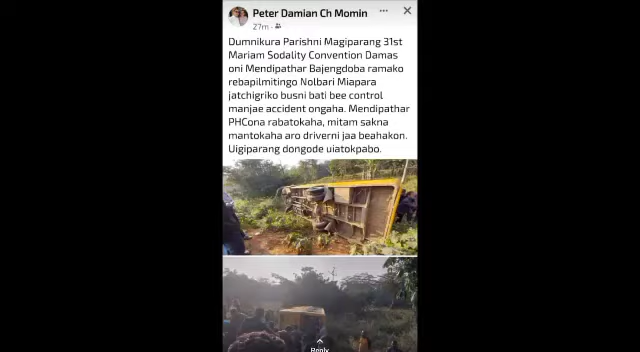 Peter Damian Ch Momin
27m
Dumnikura Parishni Magiparang 31st
Mariam Sodality Convention Damas
oni Mendipathar Bajengdoba ramako
rebapilmitingo Nolbari Miapara
jatchigriko busni bati bee control
manjae accident ongaha. Mendipathar
PHCona rabatokaha, mitam sakna
mantokaha aro driverni jaa beahakon.
Uigiparang dongode uiatokpabo.
Reply